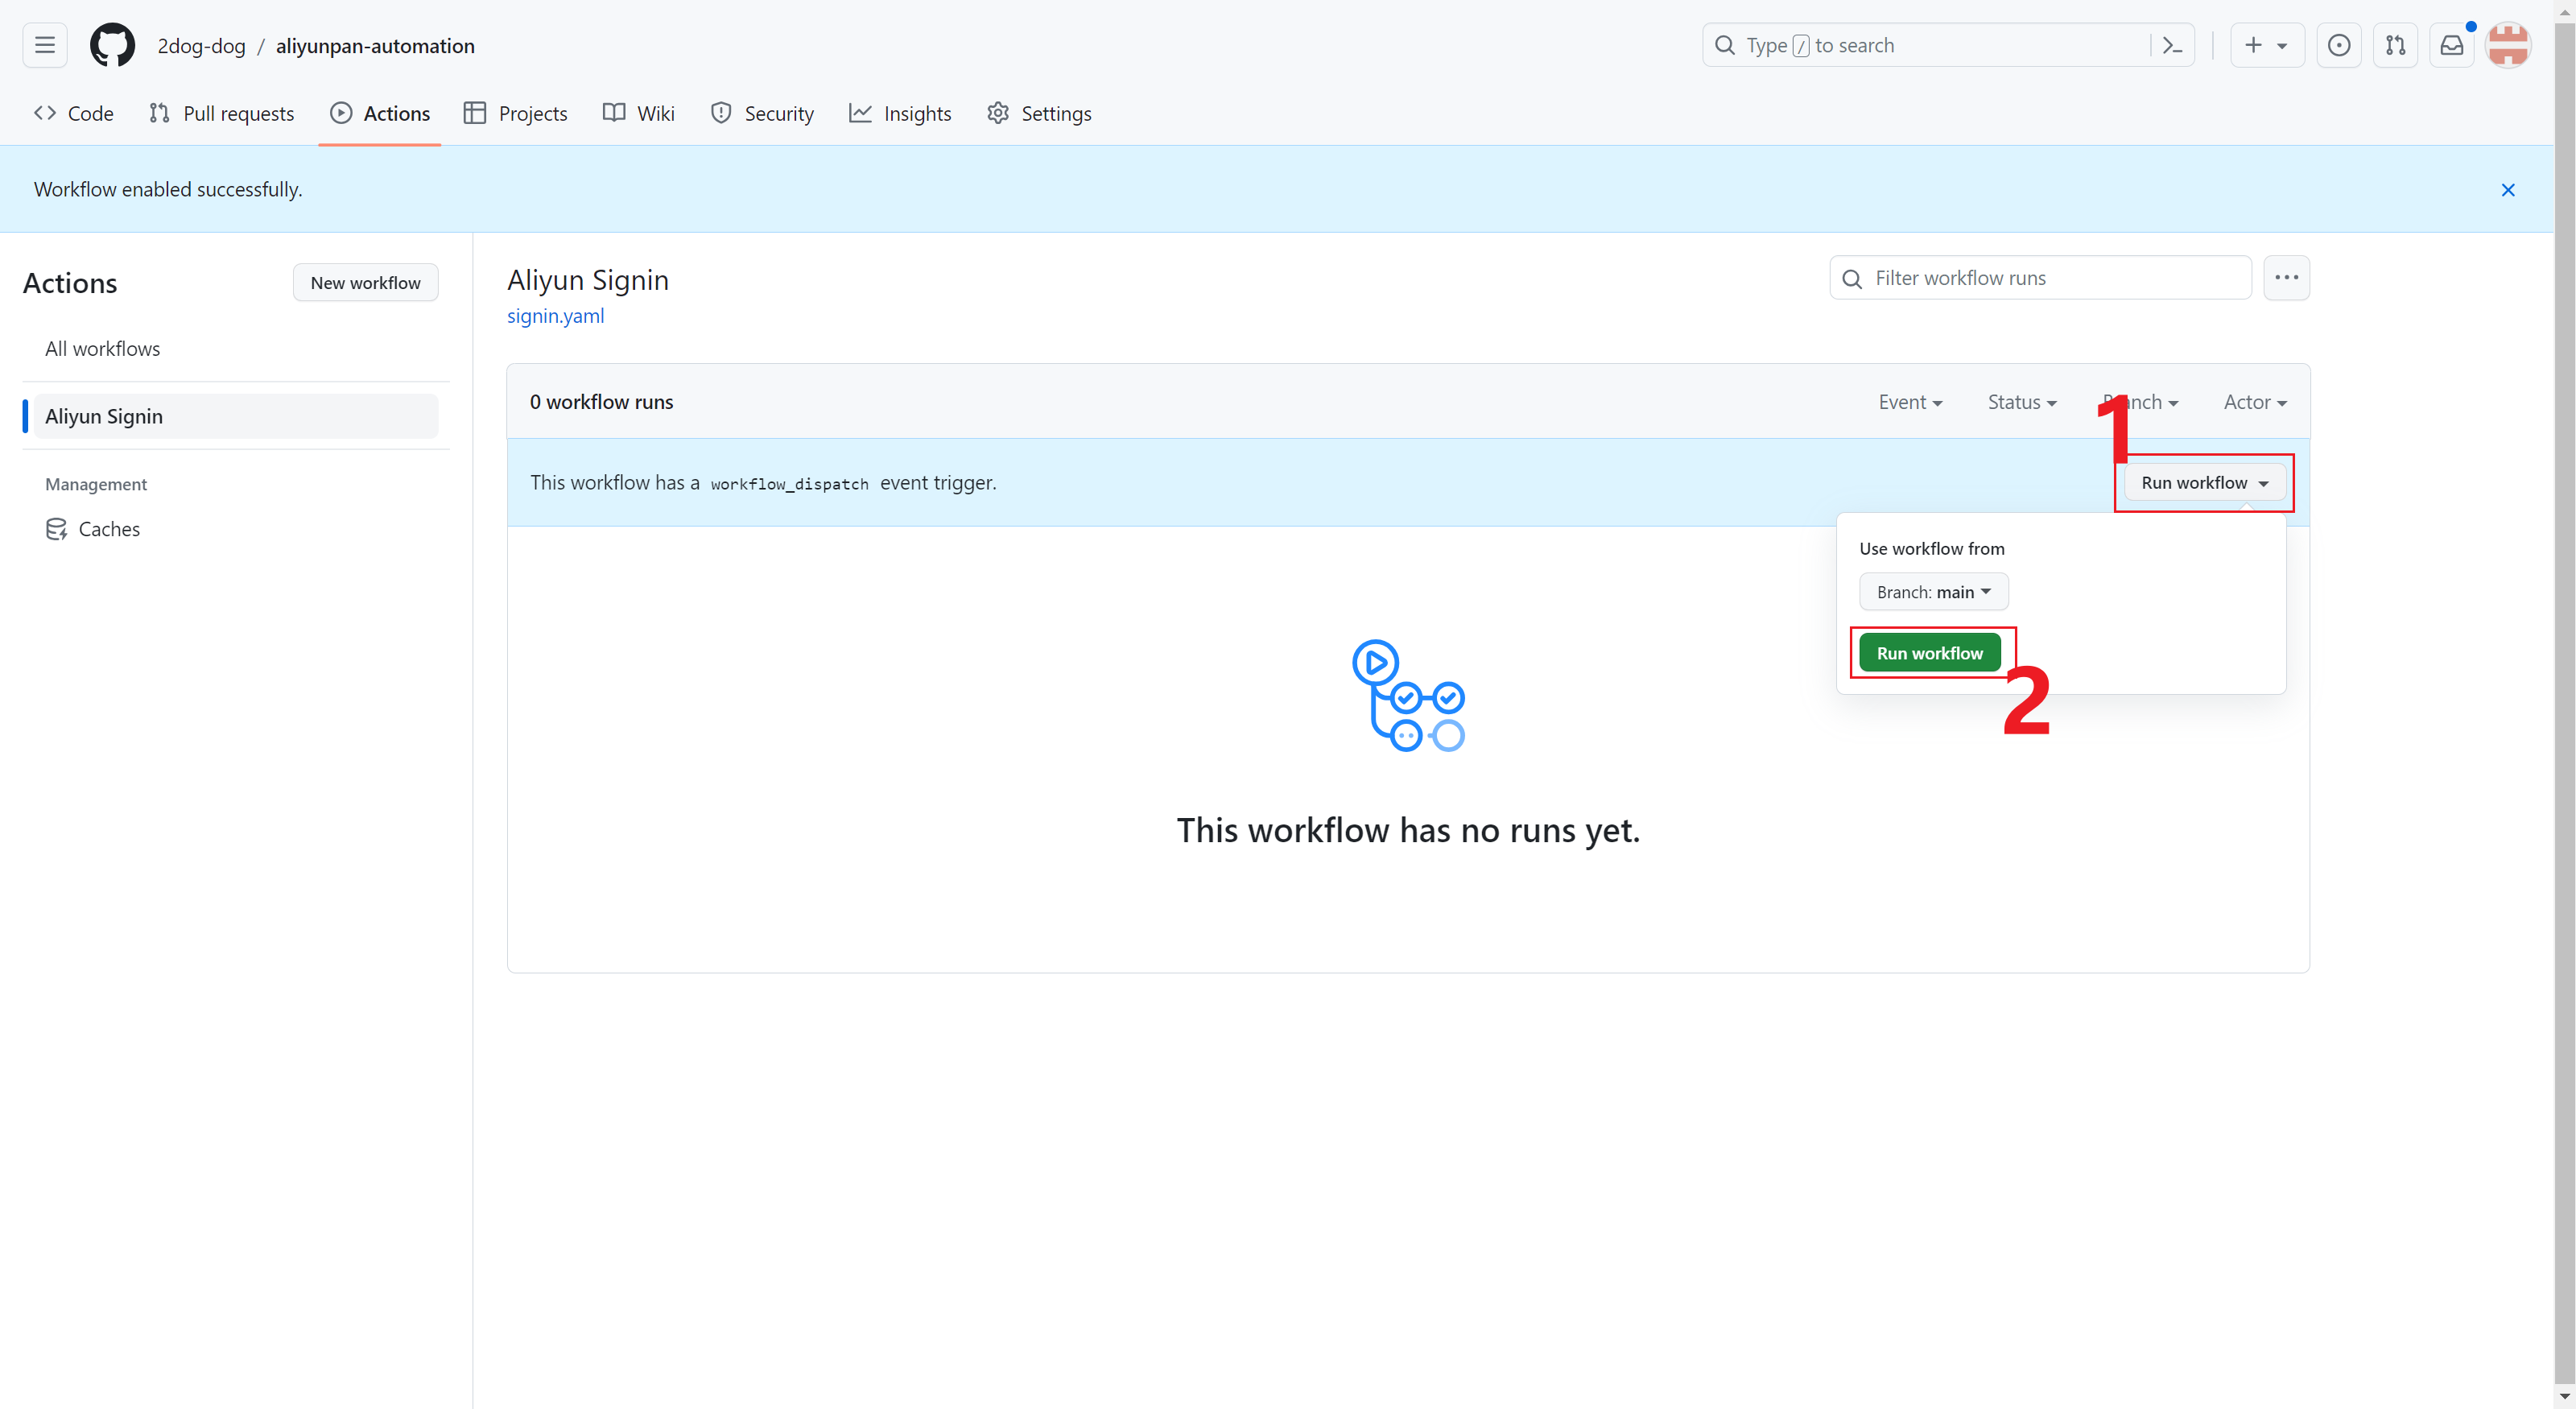 2dog-dog / aliyunpan-automation
Type / to search
Code Pull requests Actions Projects Wiki Security Insights Settings
Workflow enabled successfully.
Actions
New workflow
All workflows
Aliyun Signin
Management
Caches
Aliyun Signin
signin.yaml
Filter workflow runs
0 workflow runs
Event Status Actor
1
This workflow has a workflow_dispatch event trigger.
Run workflow
Use workflow from
Branch: main
Run workflow
2
This workflow has no runs yet.